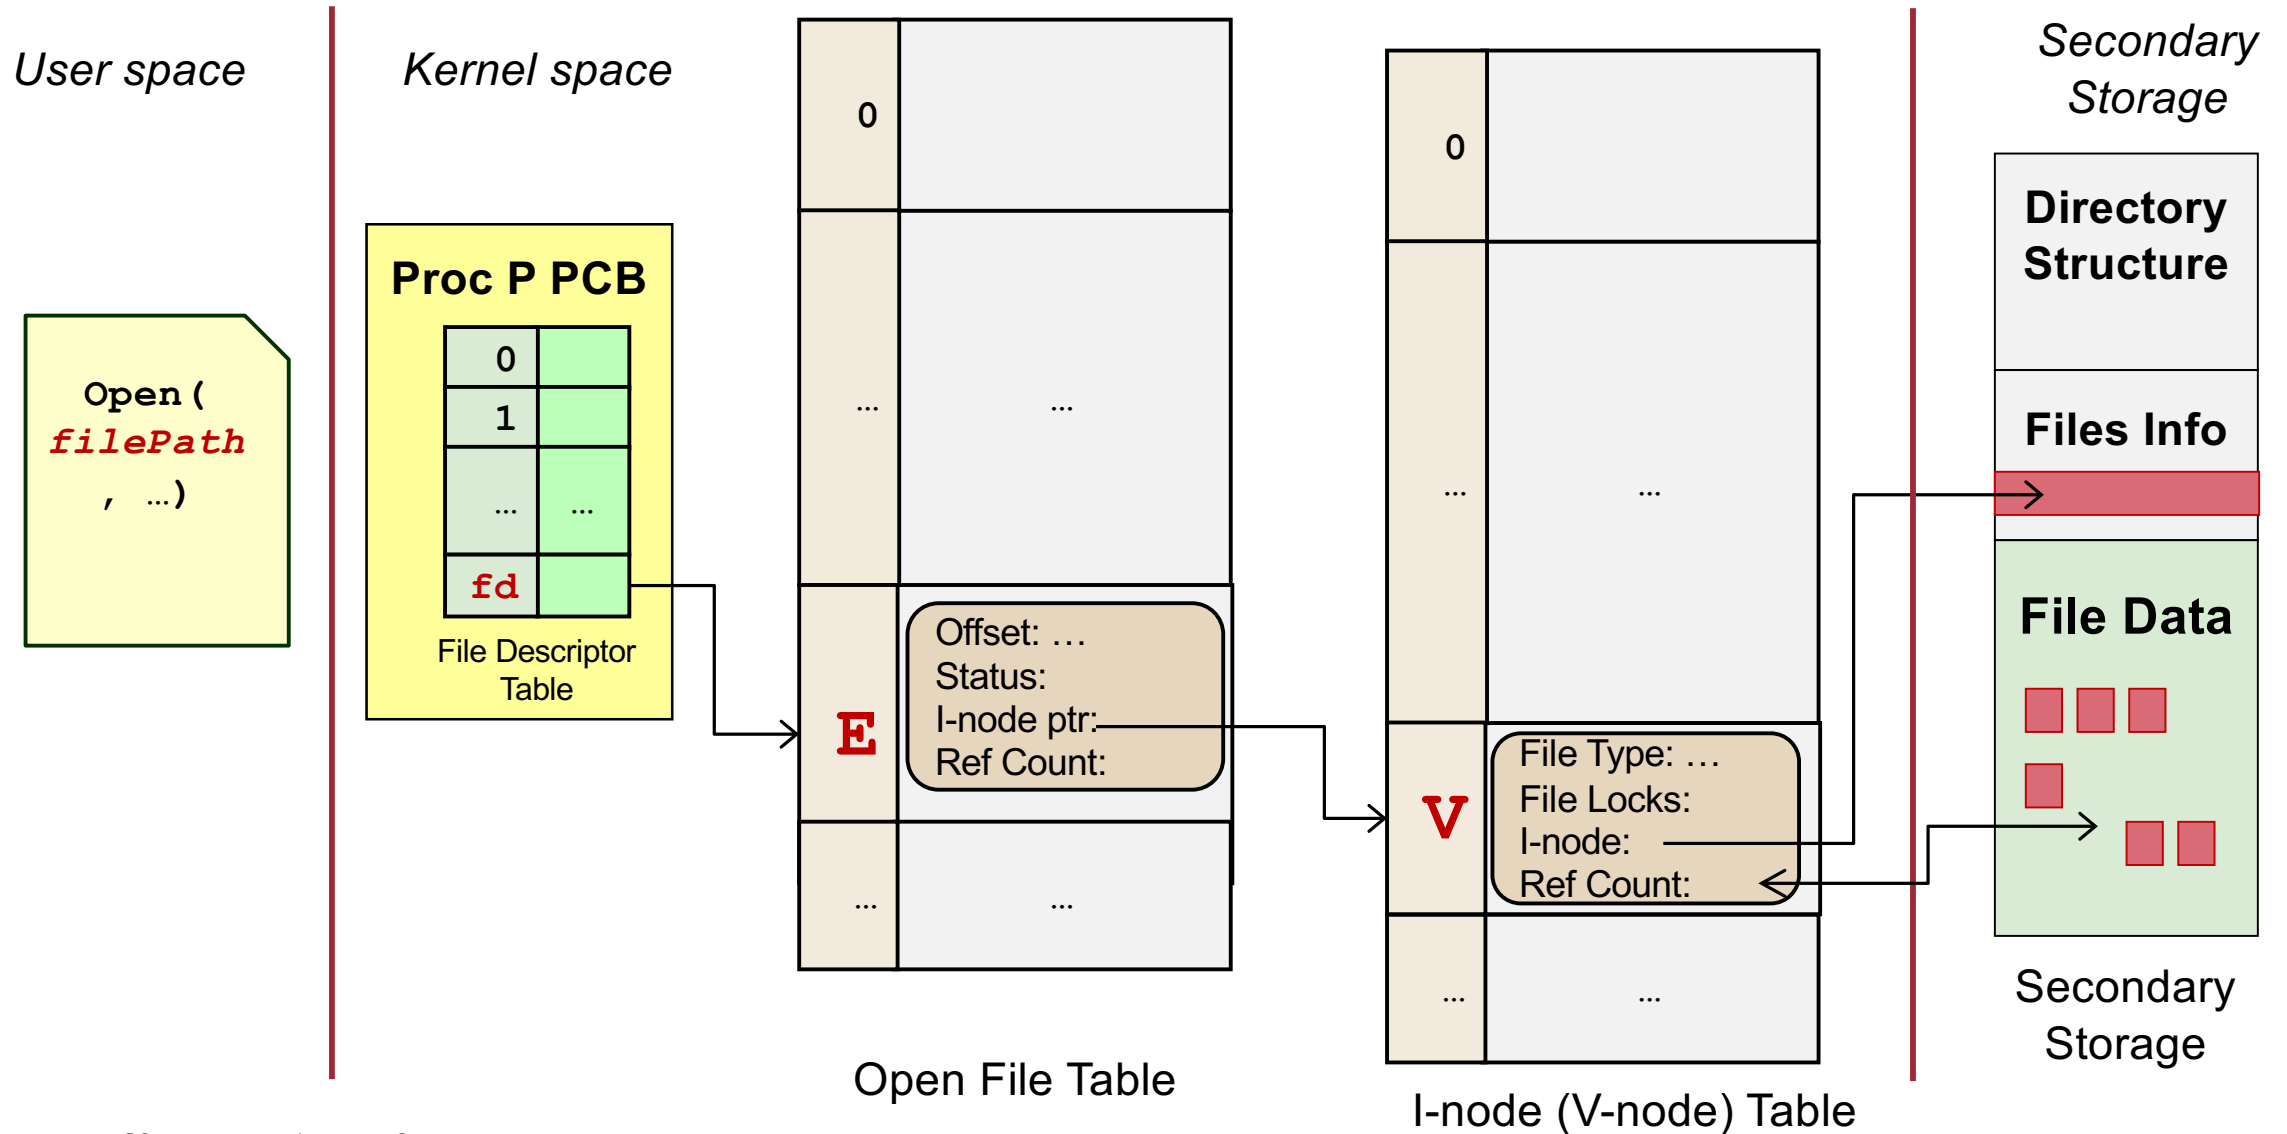 User space
Kernel space
Secondary
Storage
Open(
filePath
, …)
Proc P PCB
0
1
… …
fd
File Descriptor
Table
0
… …
E
Offset: …
Status:
I-node ptr:
Ref Count:
… …
Open File Table
0
… …
V
File Type: …
File Locks:
I-node:
Ref Count:
… …
I-node (V-node) Table
Directory
Structure
Files Info
File Data
Secondary
Storage